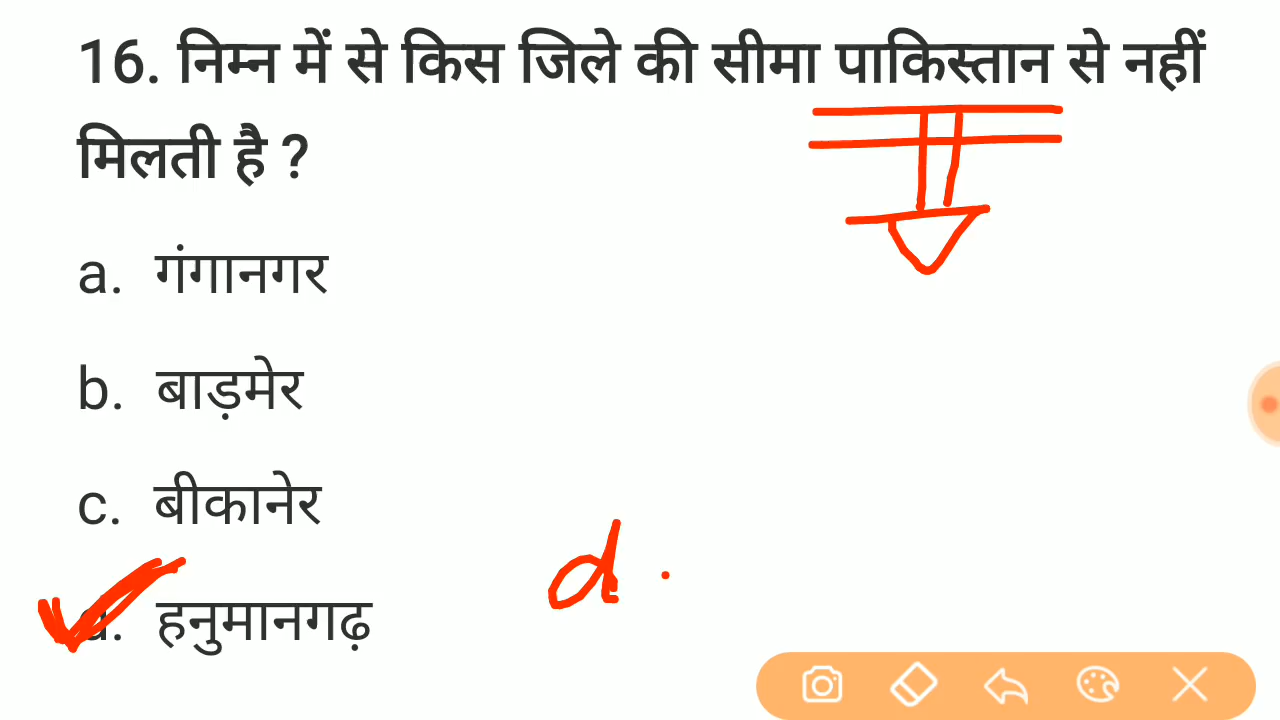 16. निम्न में से किस जिले की सीमा पाकिस्तान से नहीं
मिलती है ?
a. गंगानगर
b. बाड़मेर
c. बीकानेर
d. हनुमानगढ़
d.